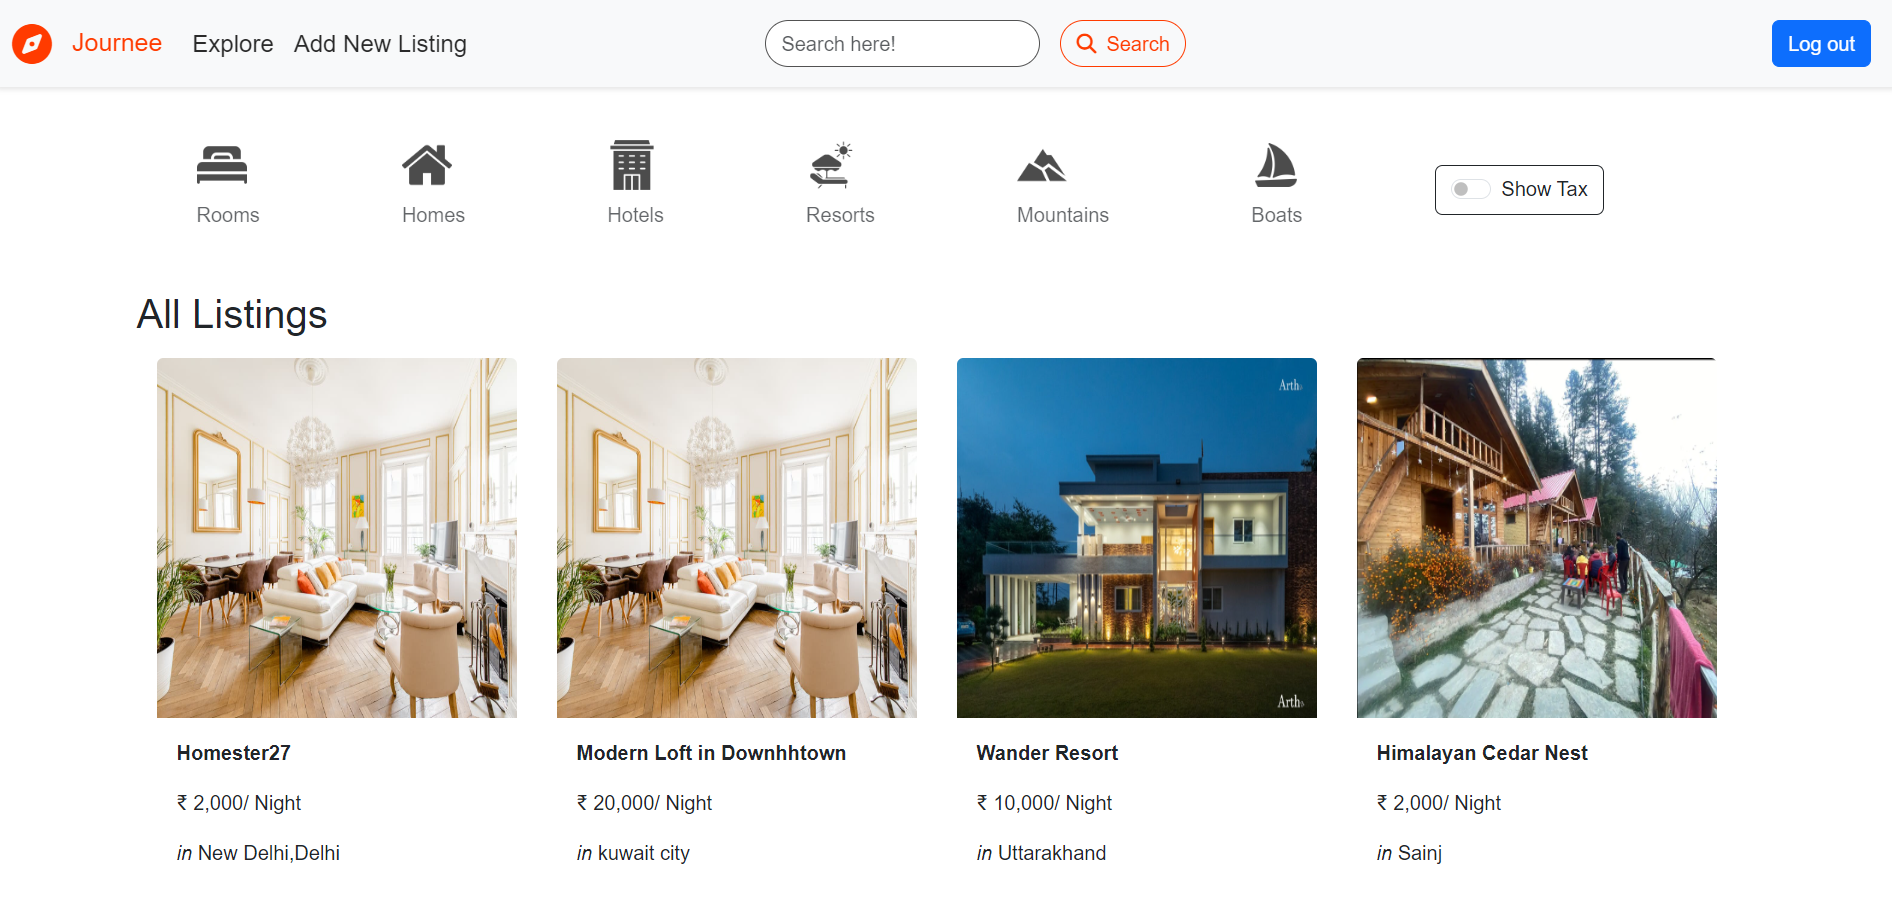 Journee Explore Add New Listing Search here! Search Log out
Rooms Homes Hotels Resorts Mountains Boats Show Tax
All Listings
Arth
Arth
Homester27 Modern Loft in Downhhtown Wander Resort Himalayan Cedar Nest
₹ 2,000/ Night ₹ 20,000/ Night ₹ 10,000/ Night ₹ 2,000/ Night
in New Delhi,Delhi in kuwait city in Uttarakhand in Sainj